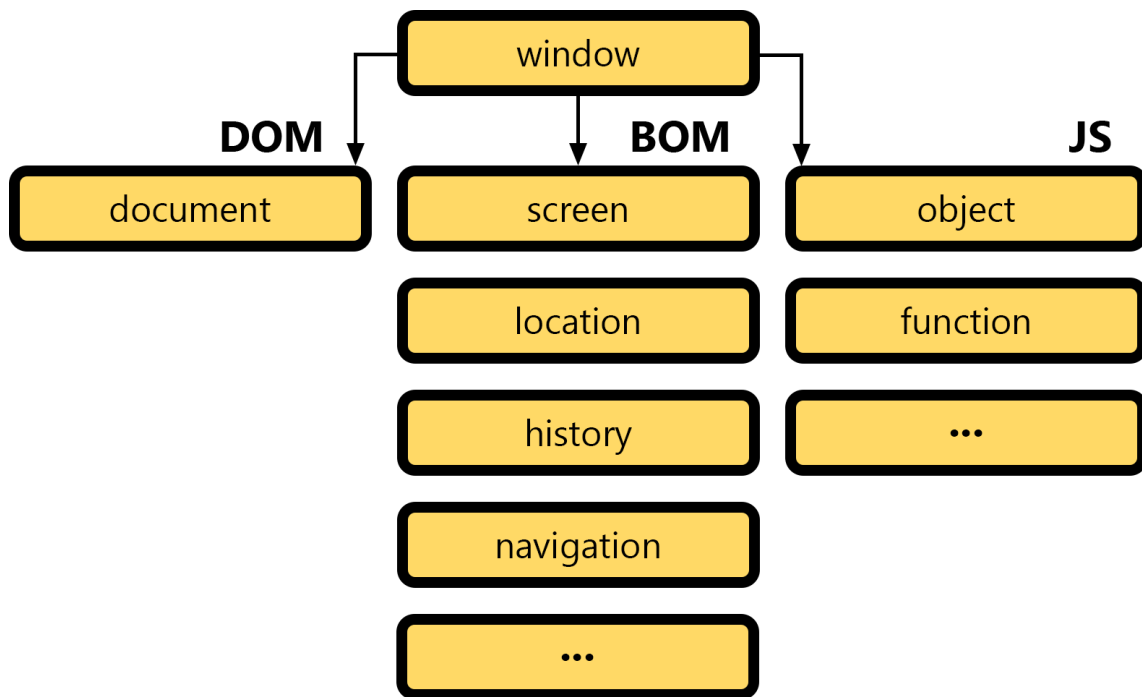 window
DOM
BOM
JS
document
screen
object
location
function
history
...
navigation
...